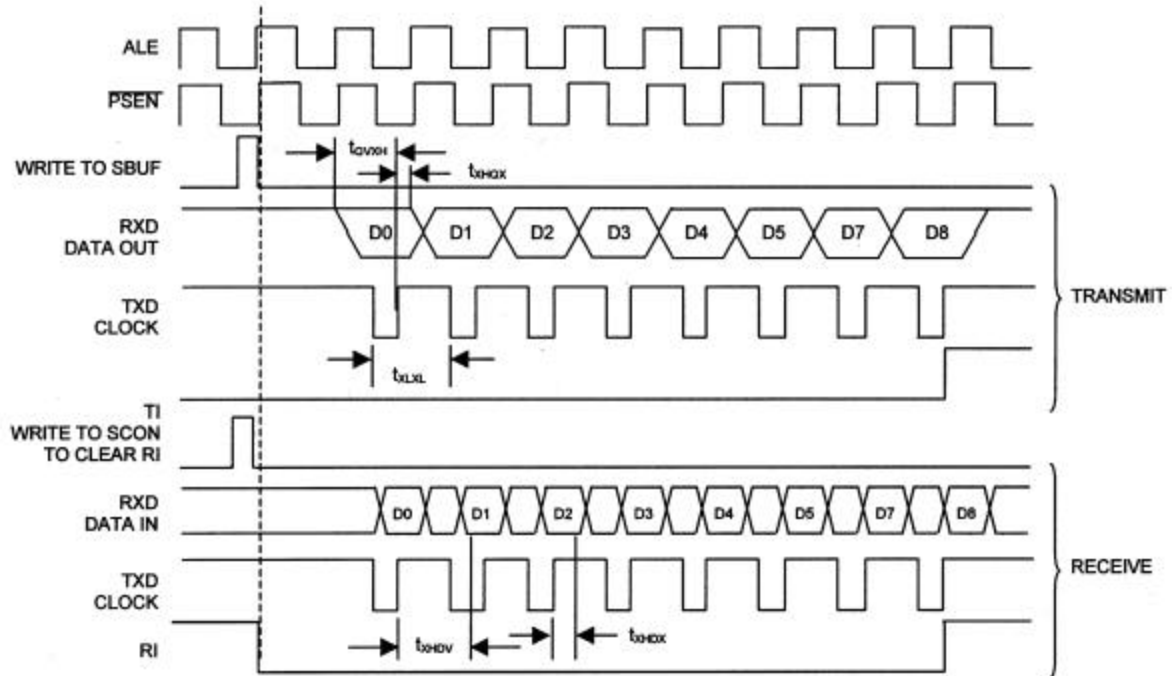 ALE
PSEN
WRITE TO SBUF
tQVXH
tXHQX
RXD
DATA OUT
D0 D1 D2 D3 D4 D5 D7 D8
TXD
CLOCK
TRANSMIT
tXLXL
TI
WRITE TO SCON
TO CLEAR RI
RXD
DATA IN
D0 D1 D2 D3 D4 D5 D7 D8
TXD
CLOCK
RECEIVE
RI
tXHDV
tXHDX